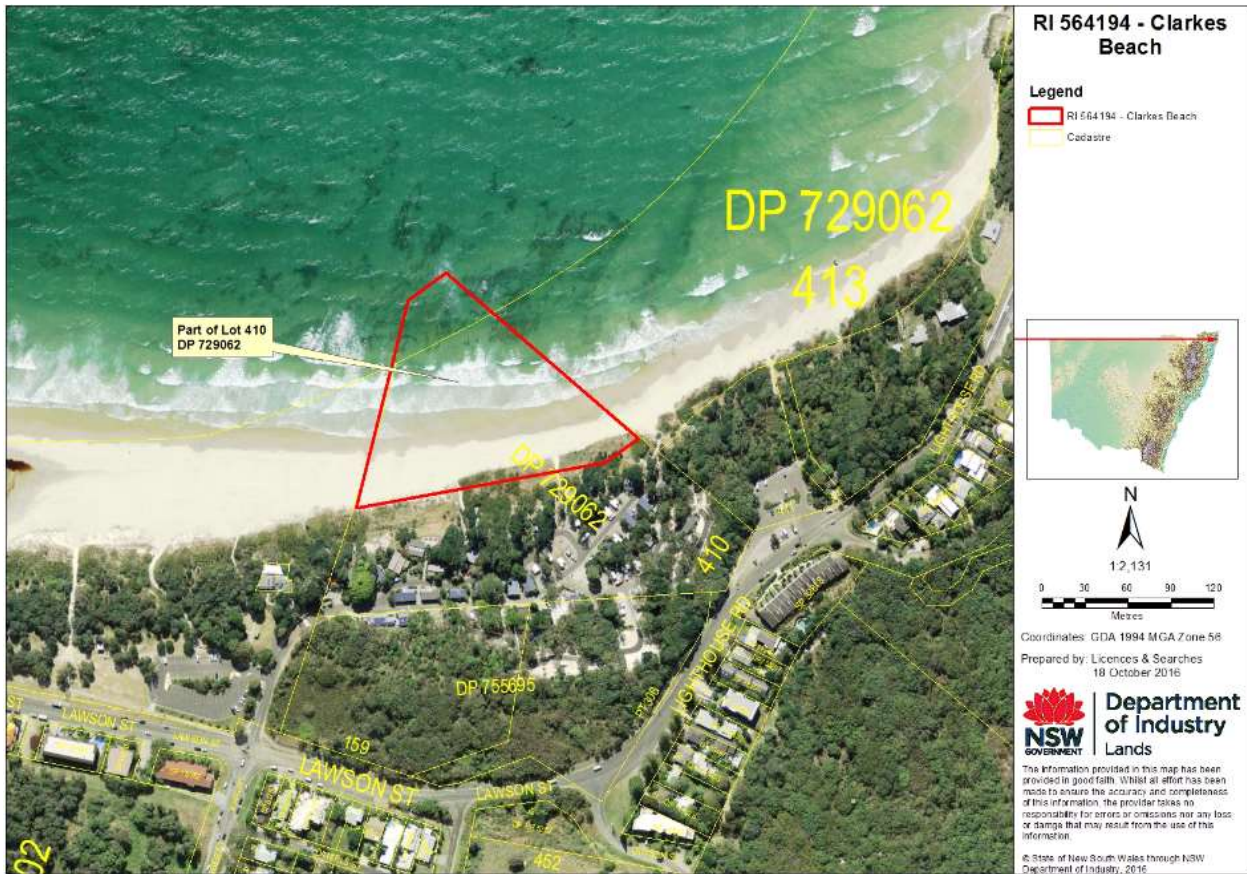 RI 564194 - Clarkes
Beach
Legend
RI 564194 - Clarkes Beach
Cadastre
DP 729062
413
Part of Lot 410
DP 729062
DP 729062
410
LIGHTHOUSE RD
LIGHTHOUSE RD
DP 755695
159
ST
LAWSON ST
LAWSON ST
LAWSON ST
452
02
N
1:2,131
0 30 60 90 120
Metres
Coordinates: GDA 1994 MGA Zone 56
Prepared by: Licences & Searches
18 October 2016
NSW
GOVERNMENT
Department
of Industry
Lands
The information provided in this map has been
provided in good faith. Whilst all effort has been
made to ensure the accuracy and completeness
of this information, the provider takes no
responsibility for errors or omissions nor any loss
or damge that may result from the use of this
information.
© State of New South Wales through NSW
Department of Industry, 2016